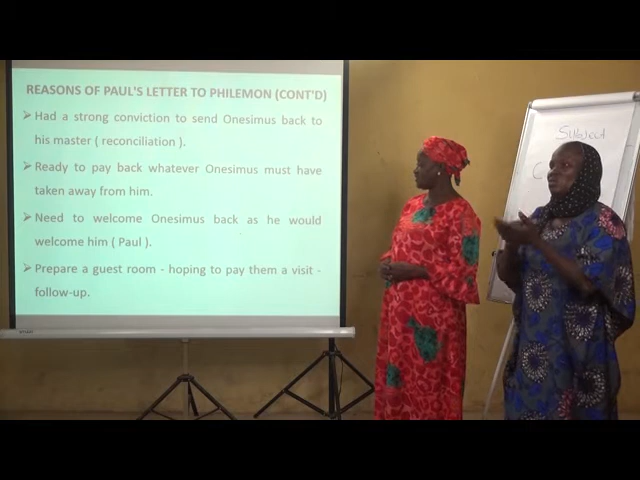 REASONS OF PAUL'S LETTER TO PHILEMON (CONT'D)
➢Had a strong conviction to send Onesimus back to
his master ( reconciliation ).
➢Ready to pay back whatever Onesimus must have
taken away from him.
➢Need to welcome Onesimus back as he would
welcome him ( Paul ).
➢Prepare a guest room - hoping to pay them a visit -
follow-up.
Subject